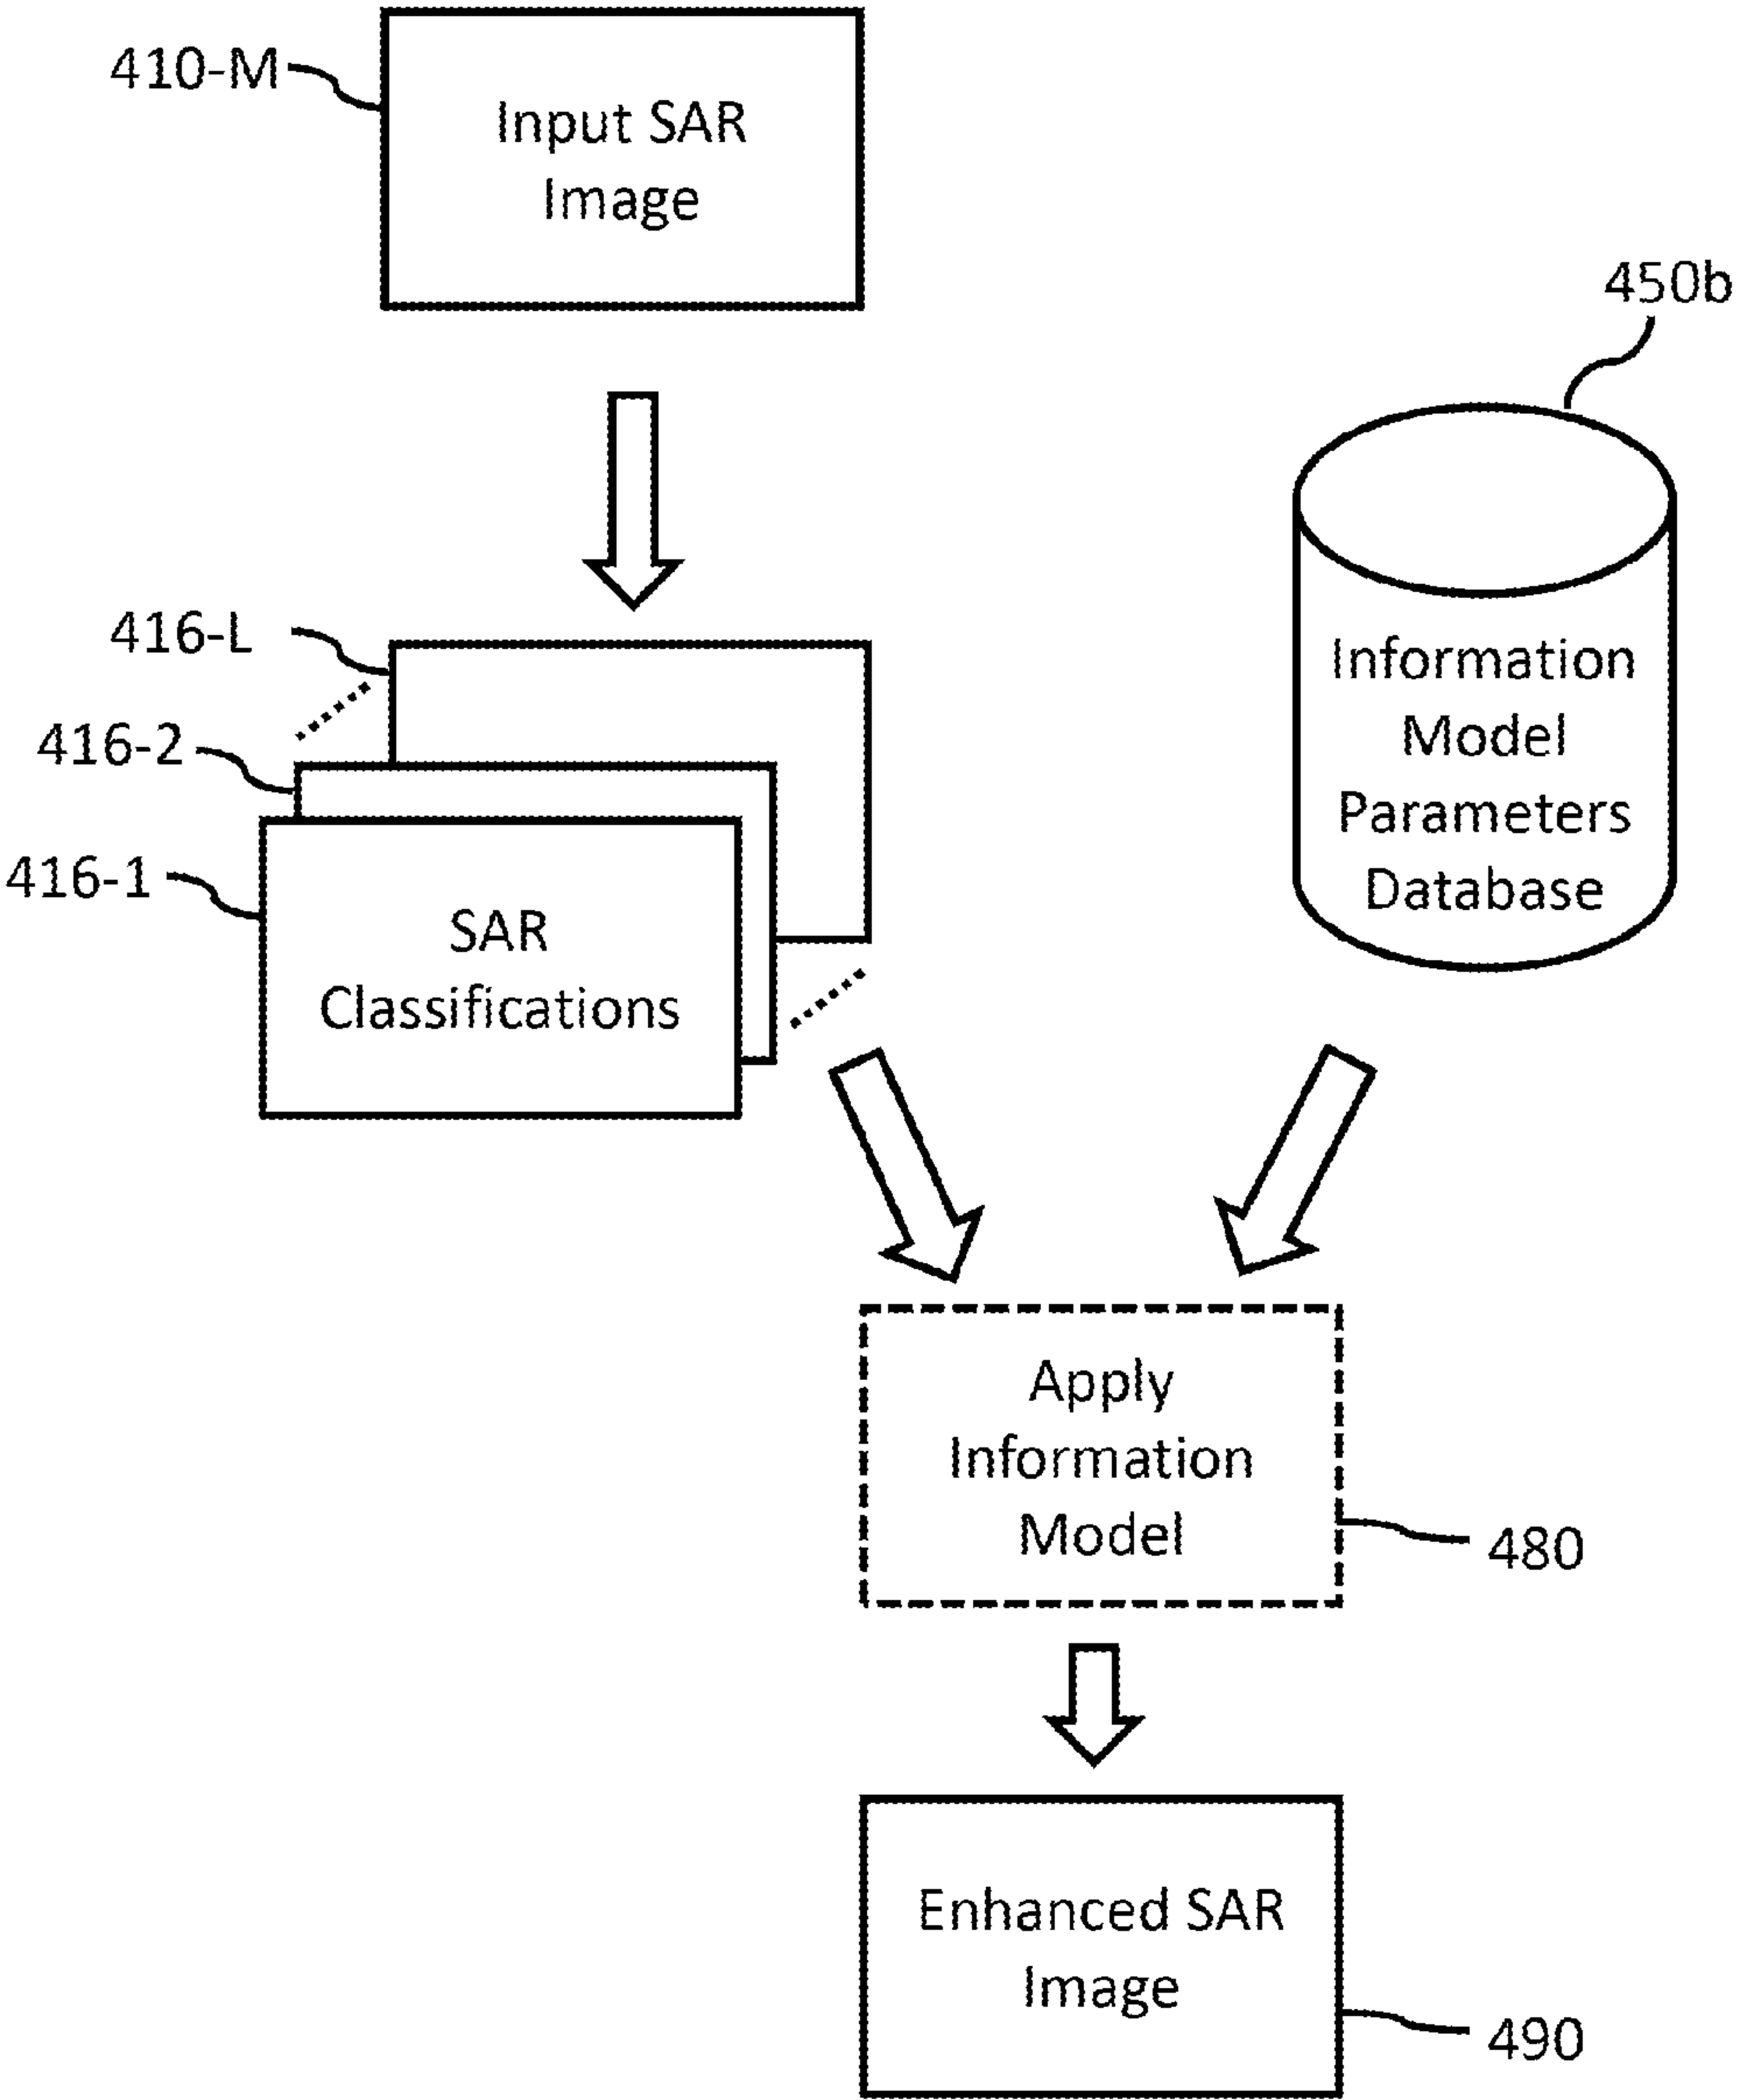 410-M
Input SAR
Image
450b
416-L
416-2
416-1
SAR
Classifications
Information
Model
Parameters
Database
Apply
Information
Model
480
Enhanced SAR
Image
490